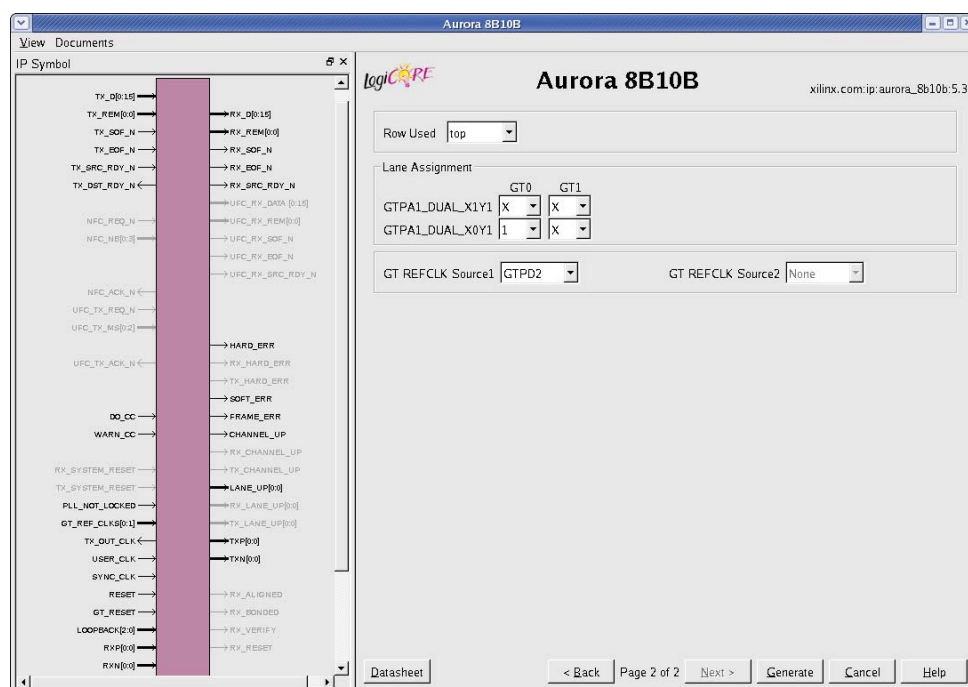 Aurora 8B10B
View Documents
IP Symbol
TX_D[0:15]
TX_REM[0:0]
RX_D[0:15]
TX_SOF_N
RX_REM[0:0]
TX_EOF_N
RX_SOF_N
TX_SRC_RDY_N
RX_EOF_N
TX_DST_RDY_N
RX_SRC_RDY_N
UFC_RX_DATA [0:15]
NFC_REQ_N
UFC_RX_REM[0:0]
NFC_NB[0:3]
UFC_RX_SOF_N
UFC_RX_EOF_N
UFC_RX_SRC_RDY_N
NFC_ACK_N
UFC_TX_REQ_N
UFC_TX_MS[0:2]
HARD_ERR
UFC_TX_ACK_N
RX_HARD_ERR
TX_HARD_ERR
SOFT_ERR
DO_CC
FRAME_ERR
WARN_CC
CHANNEL_UP
RX_CHANNEL_UP
RX_SYSTEM_RESET
TX_CHANNEL_UP
TX_SYSTEM_RESET
LANE_UP[0:0]
PLL_NOT_LOCKED
RX_LANE_UP[0:0]
GT_REF_CLKS[0:1]
TX_LANE_UP[0:0]
TX_OUT_CLK
TXP[0:0]
USER_CLK
TXN[0:0]
SYNC_CLK
RESET
RX_ALIGNED
GT_RESET
RX_BONDED
LOOPBACK[2:0]
RX_VERIFY
RXP[0:0]
RX_RESET
RXN[0:0]
LogiCORE
Aurora 8B10B
xilinx.com:ip:aurora_8b10b:5.3
Row Used top
Lane Assignment
GT0 GT1
GTPA1_DUAL_X1Y1 X X
GTPA1_DUAL_X0Y1 1 X
GT REFCLK Source1 GTPD2 GT REFCLK Source2 None
Datasheet < Back Page 2 of 2 Next > Generate Cancel Help